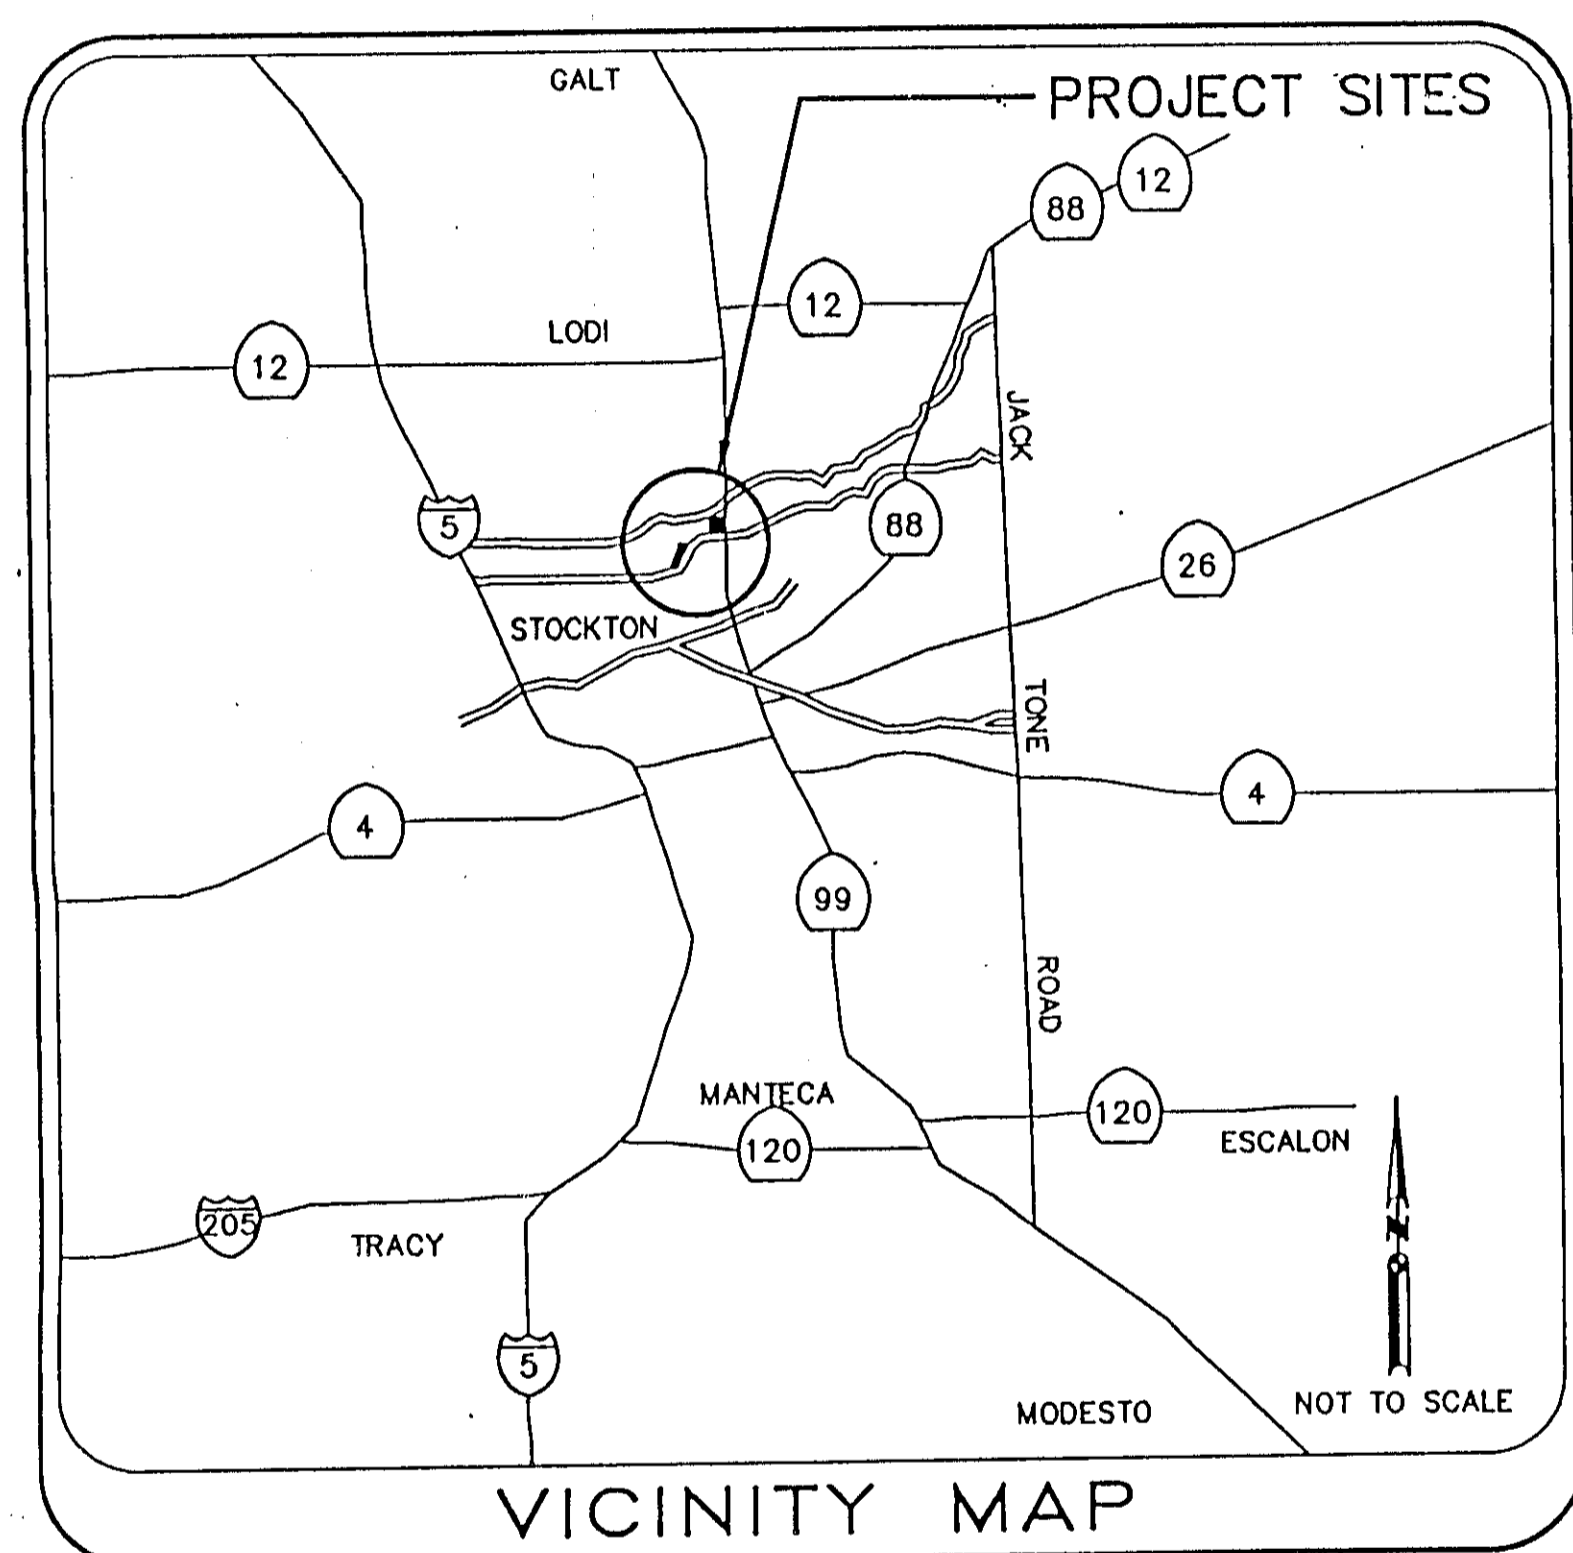 GALT
PROJECT SITES
12
88
12
LODI
12
JACK
5
88
26
STOCKTON
TONE
4
4
99
ROAD
MANTECA
120
120
ESCALON
205
TRACY
N
5
MODESTO
NOT TO SCALE
VICINITY MAP